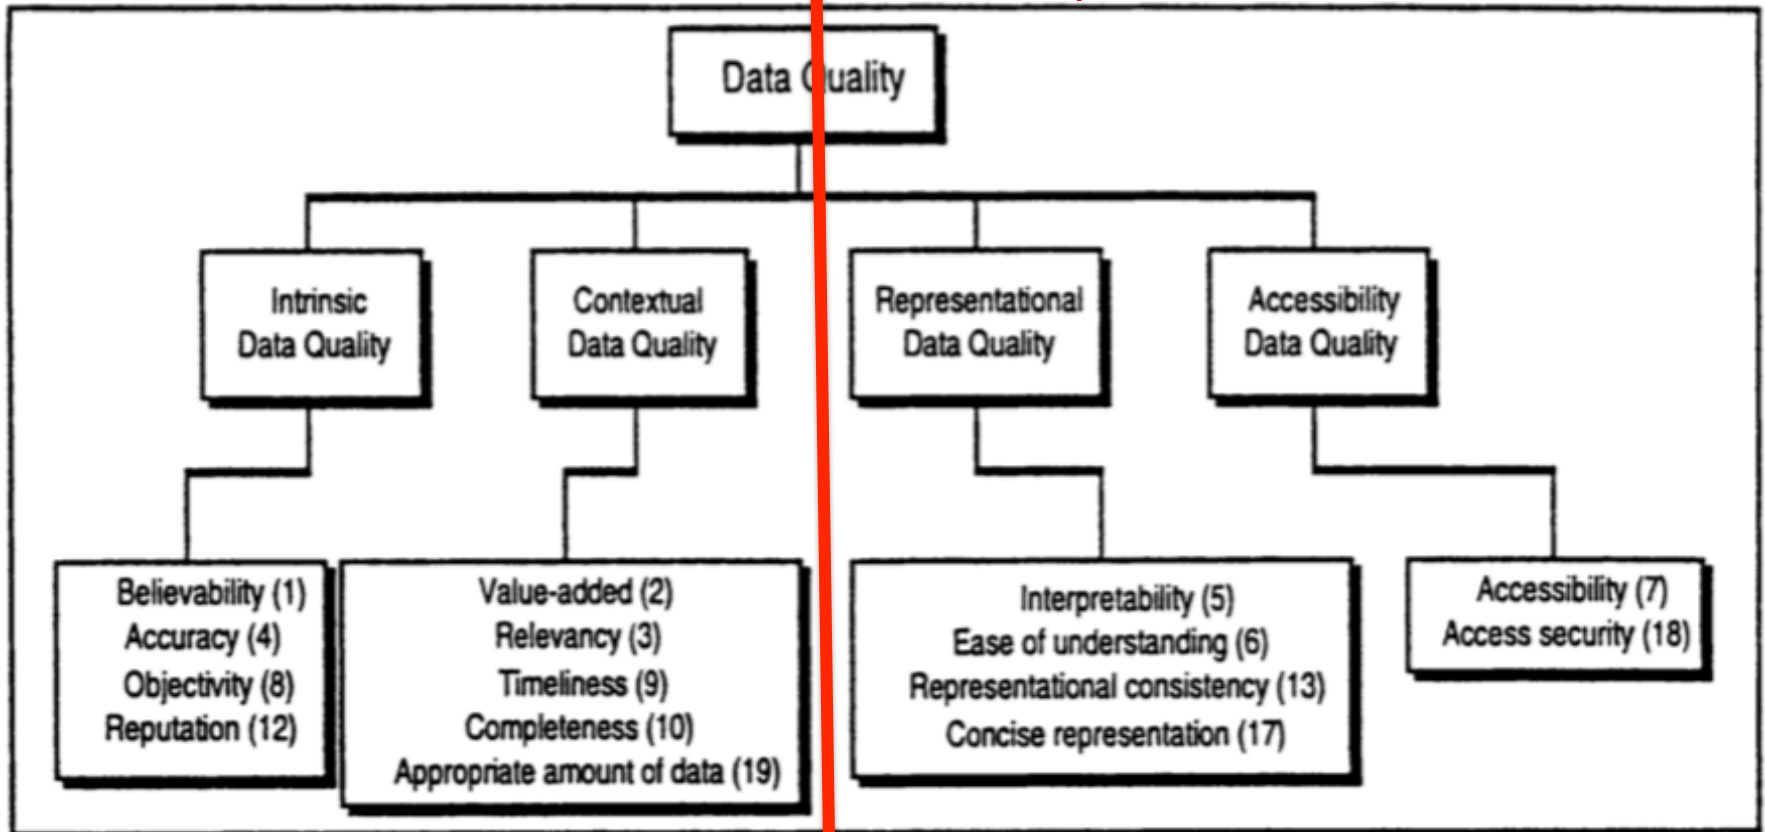 Data Quality
Intrinsic
Data Quality
Contextual
Data Quality
Representational
Data Quality
Accessibility
Data Quality
Believability (1)
Accuracy (4)
Objectivity (8)
Reputation (12)
Value-added (2)
Relevancy (3)
Timeliness (9)
Completeness (10)
Appropriate amount of data (19)
Interpretability (5)
Ease of understanding (6)
Representational consistency (13)
Concise representation (17)
Accessibility (7)
Access security (18)